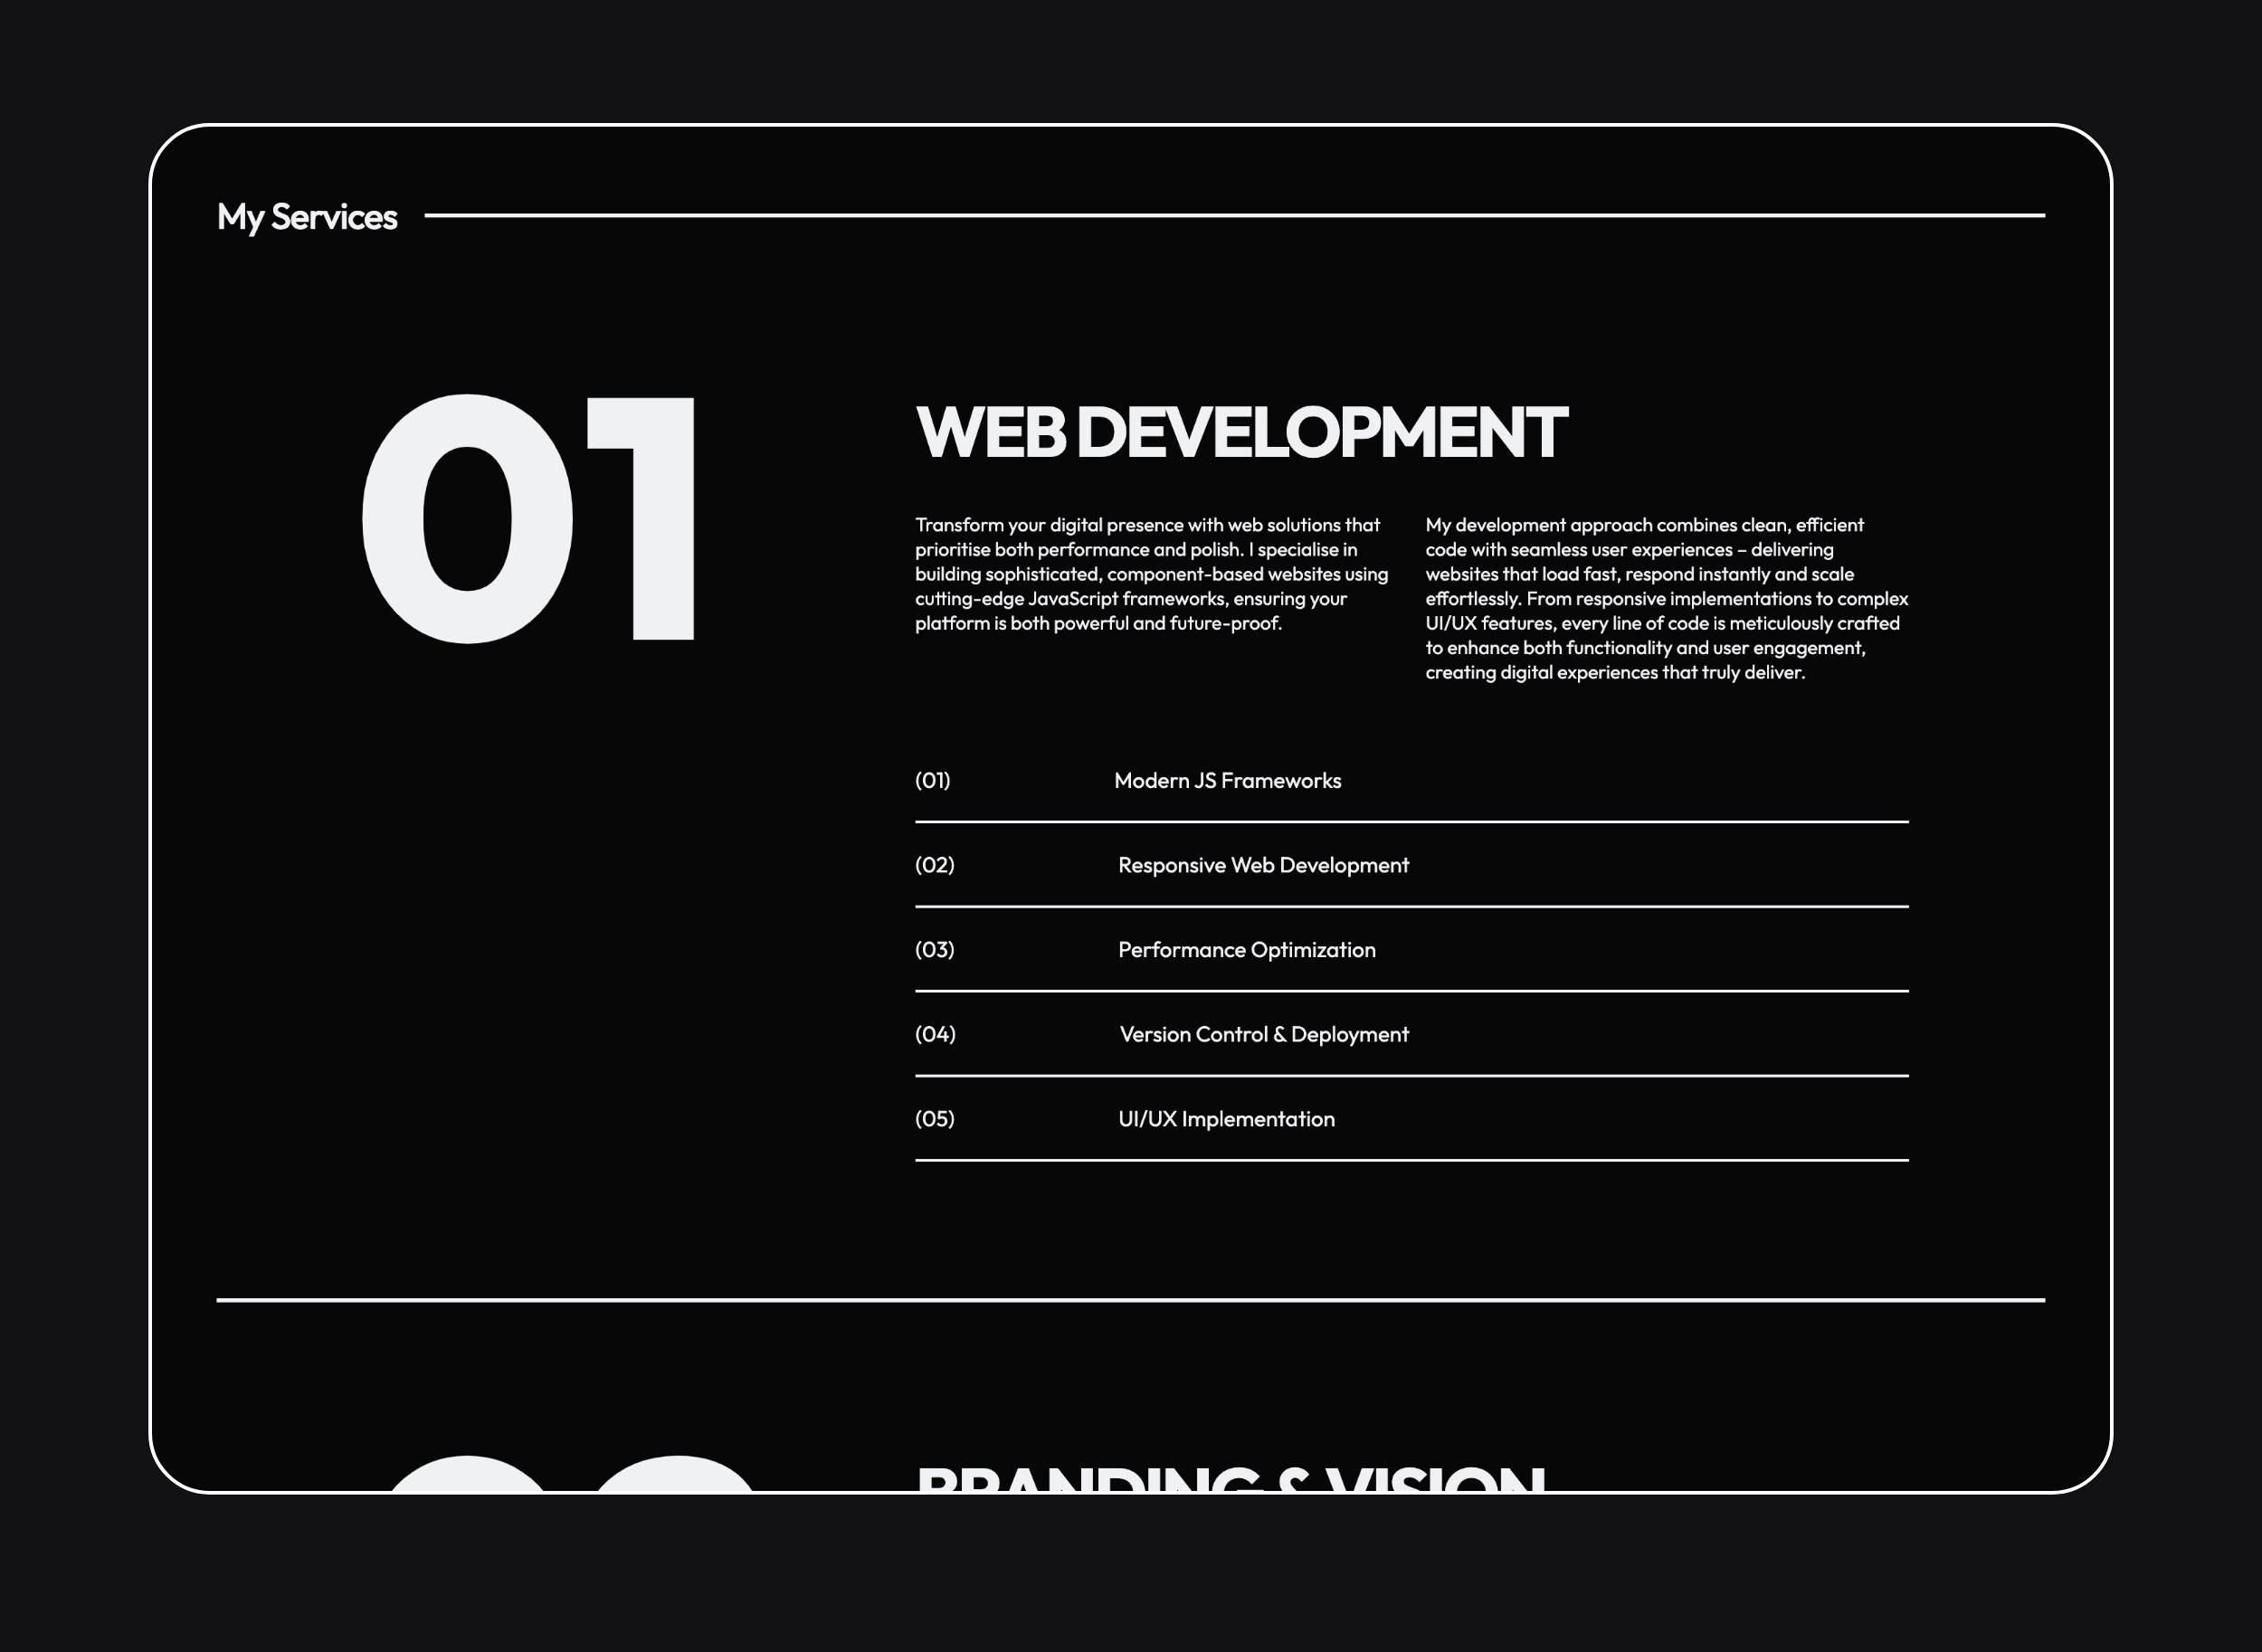 My Services
01
WEB DEVELOPMENT
Transform your digital presence with web solutions that
prioritise both performance and polish. I specialise in
building sophisticated, component-based websites using
cutting-edge JavaScript frameworks, ensuring your
platform is both powerful and future-proof.
My development approach combines clean, efficient
code with seamless user experiences – delivering
websites that load fast, respond instantly and scale
effortlessly. From responsive implementations to complex
UI/UX features, every line of code is meticulously crafted
to enhance both functionality and user engagement,
creating digital experiences that truly deliver.
(01) Modern JS Frameworks
(02) Responsive Web Development
(03) Performance Optimization
(04) Version Control & Deployment
(05) UI/UX Implementation
BRANDING & VISION